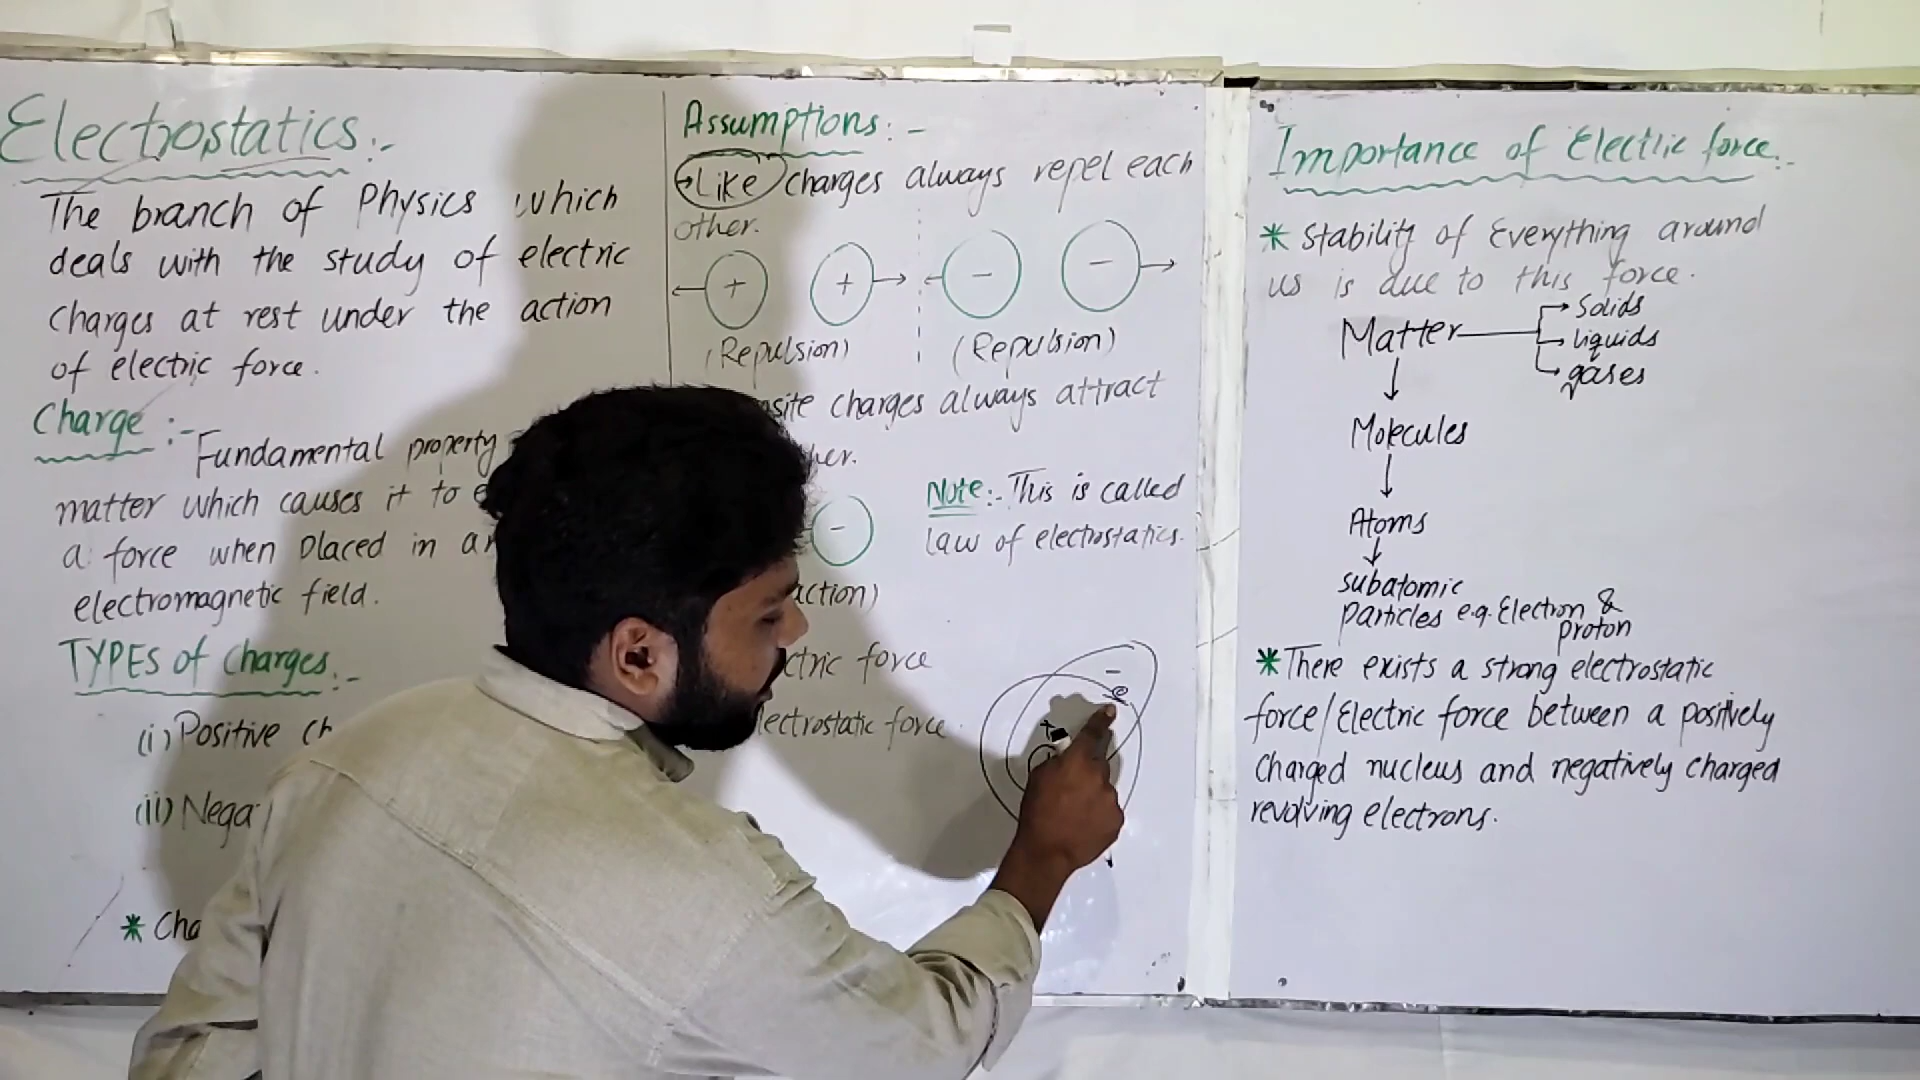 Electrostatics:-
The branch of Physics which
deals with the study of electric
charges at rest under the action
of electric force.
Charge:-
Fundamental property
matter which causes it to
a force when placed in
electromagnetic field.
TYPES of Charges:-
(i) Positive
(ii)
*
Assumptions:-
→Like charges always repel each
other.
+ + - -
(Repulsion) (Repulsion)
charges always attract
-
Note:- This is called
law of electrostatics.
force
electrostatic force.
-
e
+
Importance of Electric force:-
* Stability of Everything around
us is due to this force.
Matter
Solids
liquids
gases
Molecules
Atoms
subatomic
particles e.g. Electron &
proton
* There exists a strong electrostatic
force/Electric force between a positively
charged nucleus and negatively charged
revolving electrons.